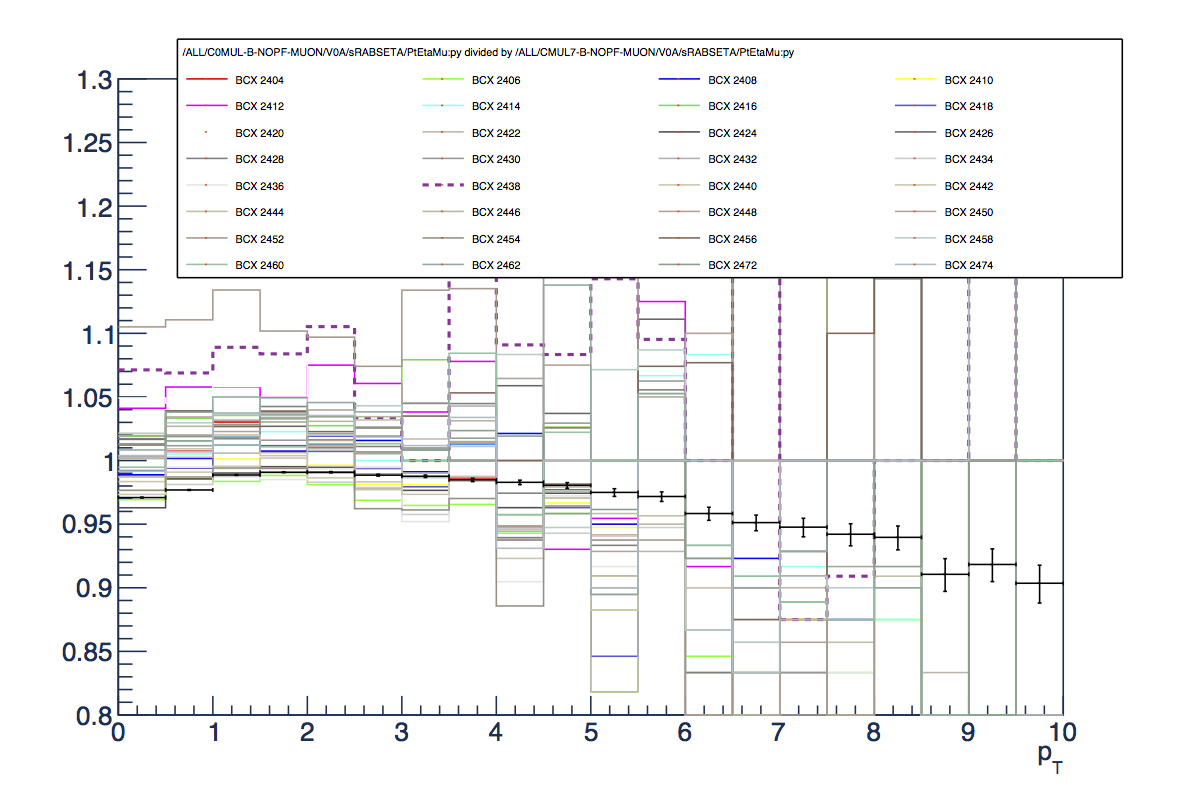 /ALL/C0MUL-B-NOPF-MUON/V0A/sRABSETA/PtEtaMu:py divided by /ALL/CMUL7-B-NOPF-MUON/V0A/sRABSETA/PtEtaMu:py
BCX 2404 BCX 2406 BCX 2408 BCX 2410
BCX 2412 BCX 2414 BCX 2416 BCX 2418
BCX 2420 BCX 2422 BCX 2424 BCX 2426
BCX 2428 BCX 2430 BCX 2432 BCX 2434
BCX 2436 BCX 2438 BCX 2440 BCX 2442
BCX 2444 BCX 2446 BCX 2448 BCX 2450
BCX 2452 BCX 2454 BCX 2456 BCX 2458
BCX 2460 BCX 2462 BCX 2472 BCX 2474
1.3
1.25
1.2
1.15
1.1
1.05
1
0.95
0.9
0.85
0.8
0 1 2 3 4 5 6 7 8 9 10
pT